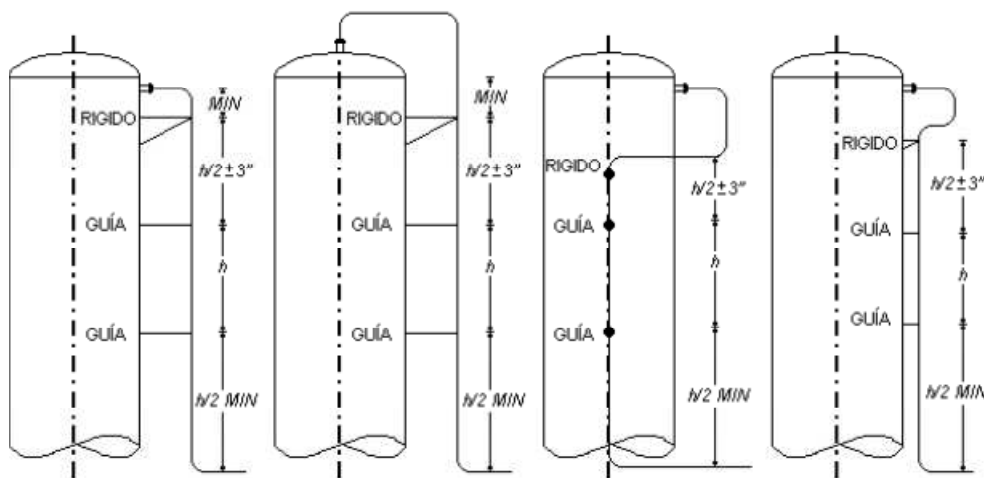 MIN
RIGIDO
h/2 ± 3"
GUÍA
h
GUÍA
h/2 MIN
MIN
RIGIDO
h/2 ± 3"
GUÍA
h
GUÍA
h/2 MIN
RIGIDO
h/2 ± 3"
GUÍA
h
GUÍA
h/2 MIN
RIGIDO
h/2 ± 3"
GUÍA
h
GUÍA
h/2 MIN